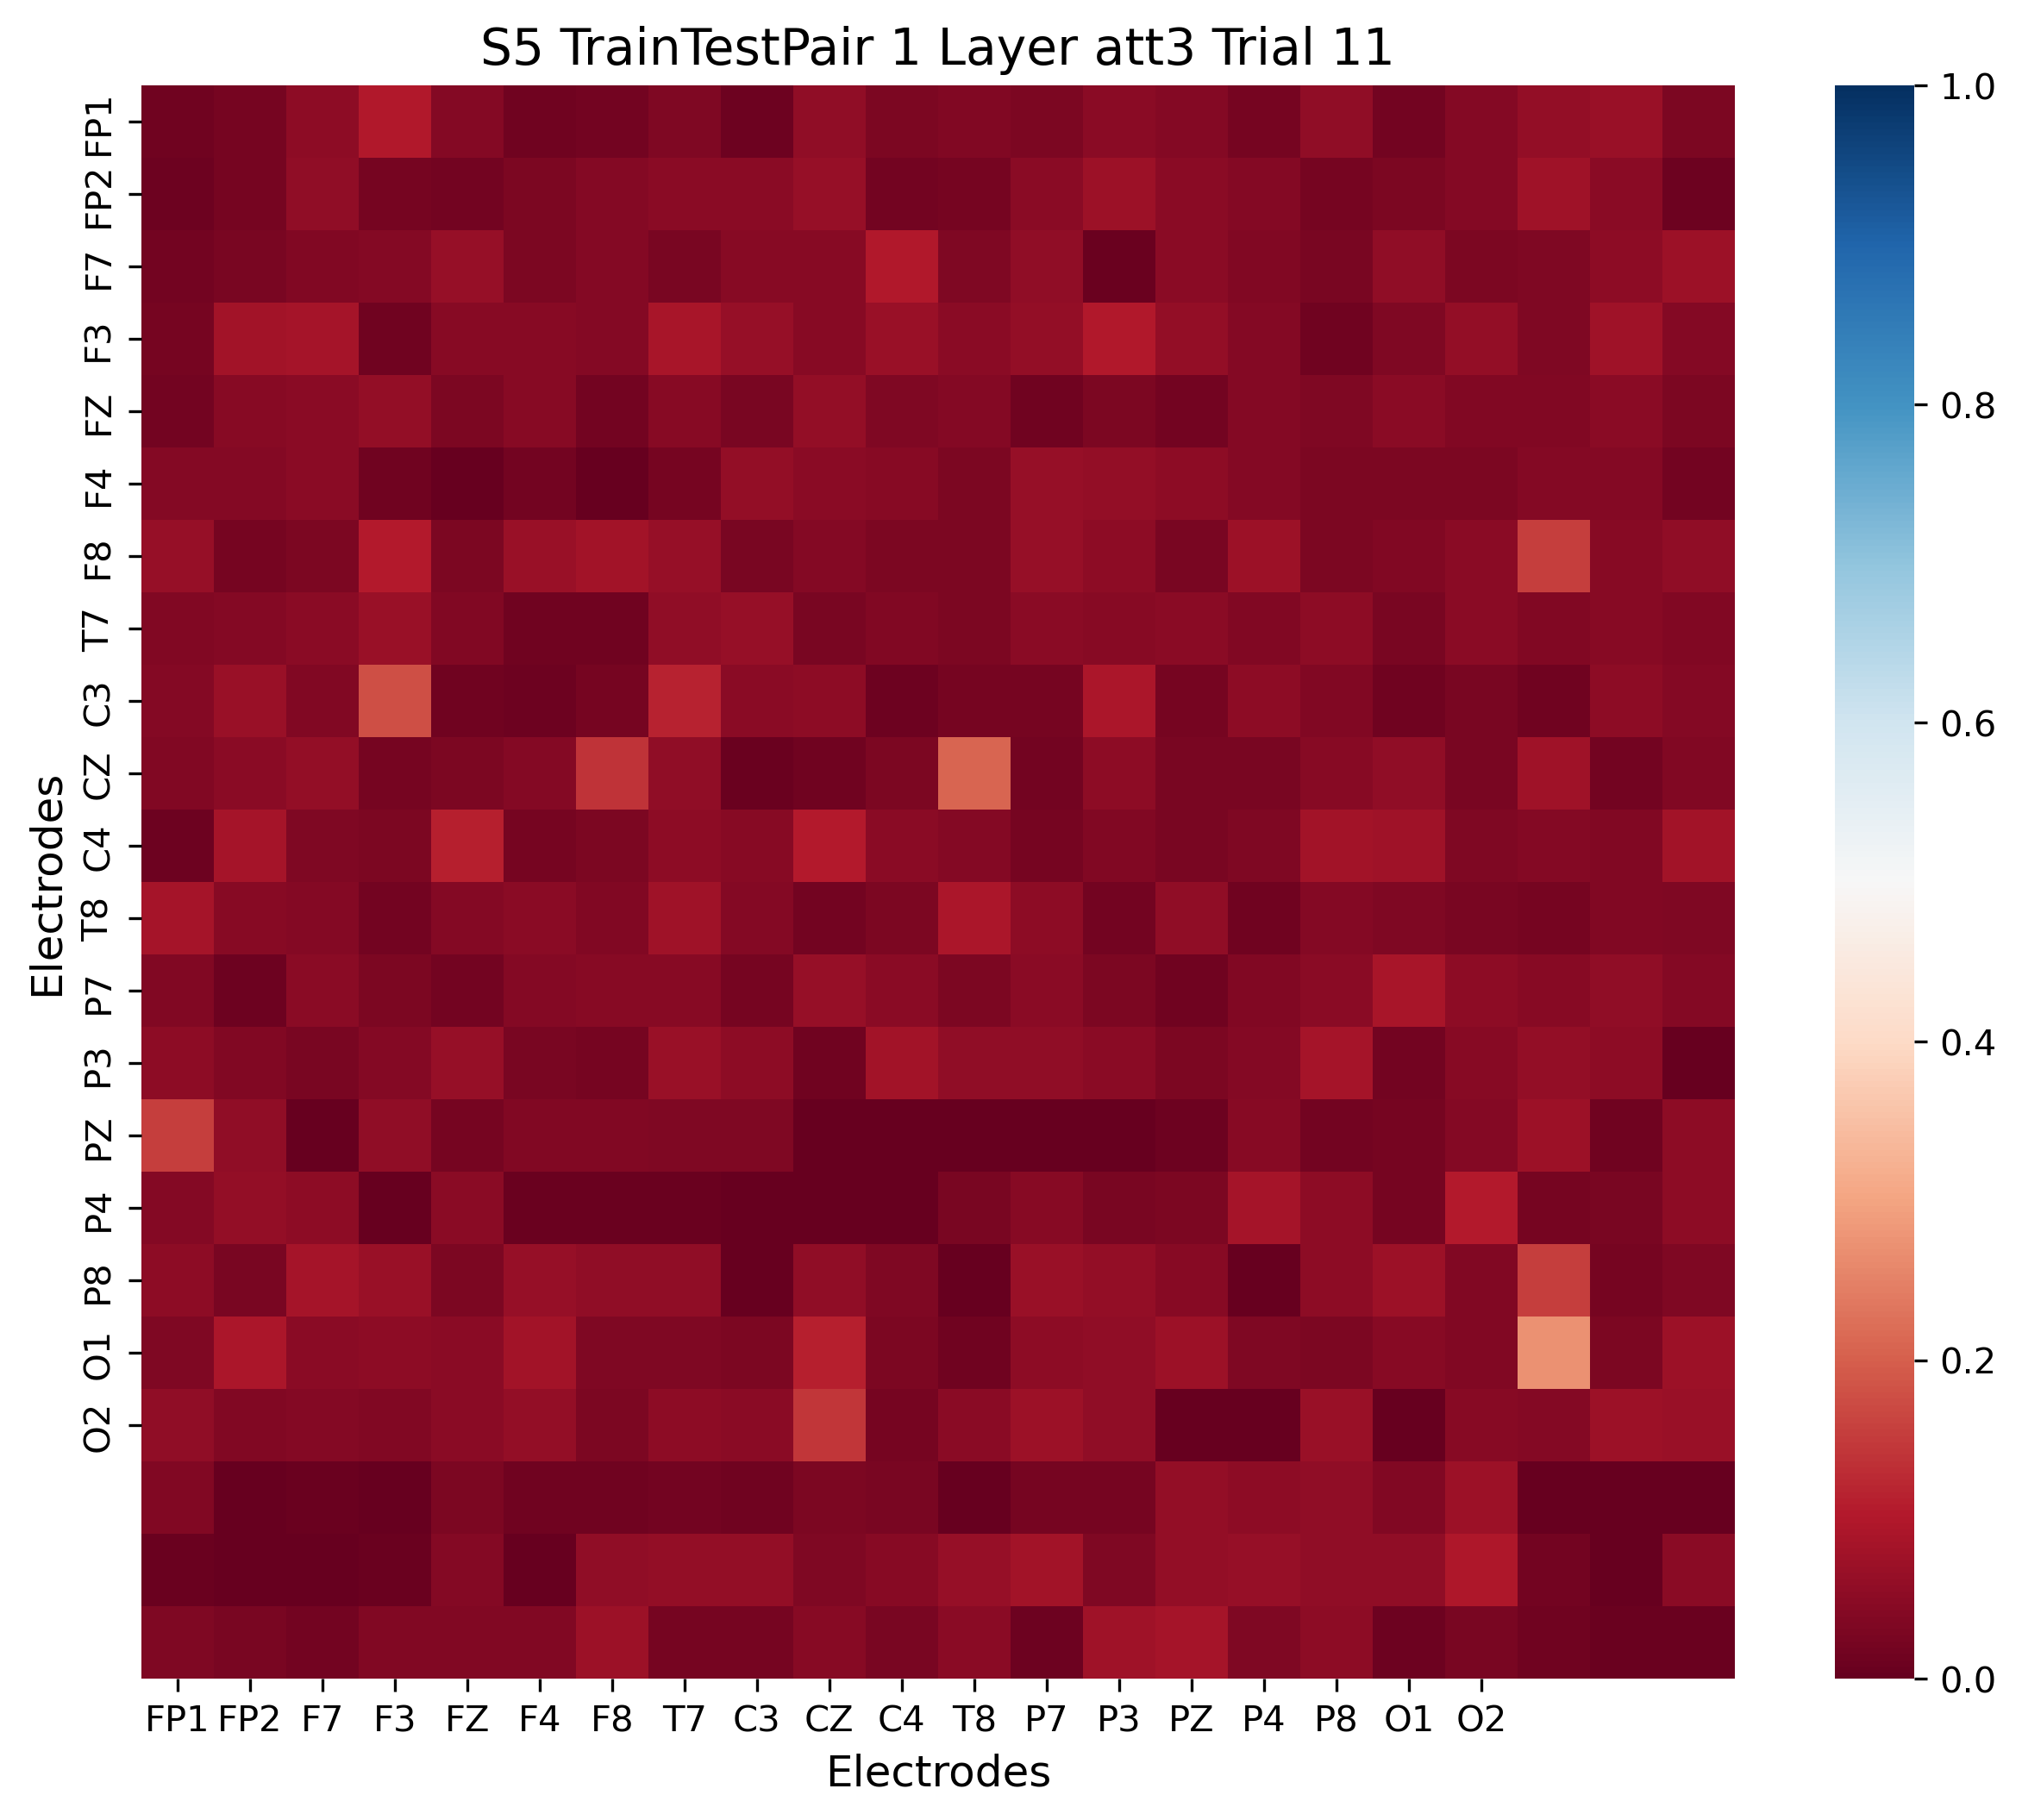 S5 TrainTestPair 1 Layer att3 Trial 11
Electrodes
FP1
FP2
F7
F3
FZ
F4
F8
T7
C3
CZ
C4
T8
P7
P3
PZ
P4
P8
O1
O2
FP1 FP2 F7 F3 FZ F4 F8 T7 C3 CZ C4 T8 P7 P3 PZ P4 P8 O1 O2
Electrodes
1.0
0.8
0.6
0.4
0.2
0.0